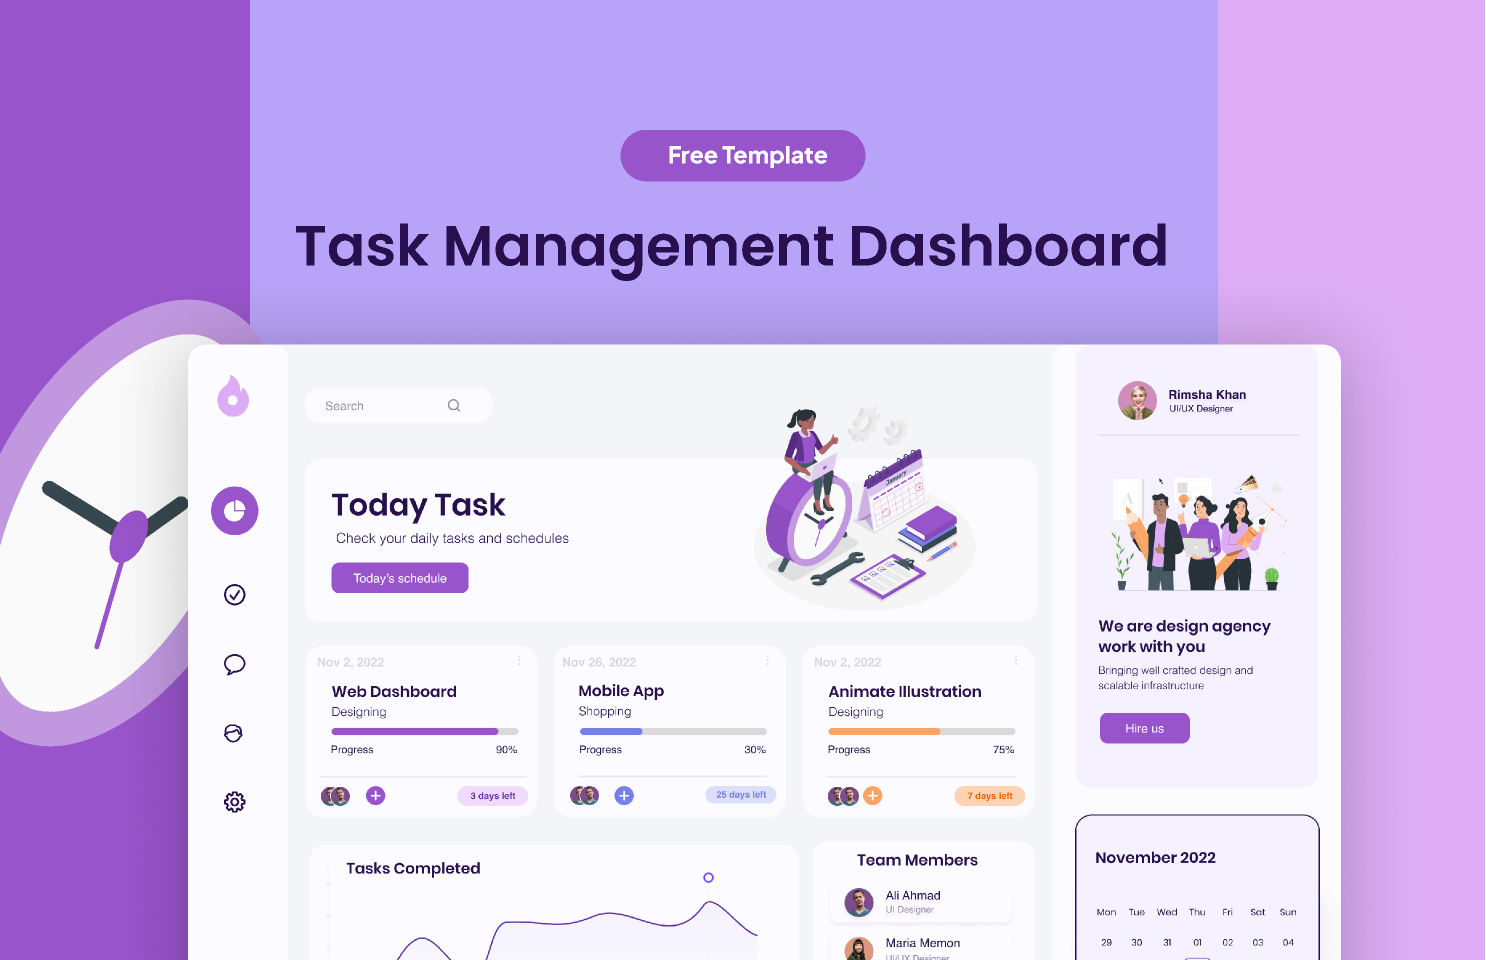 Free Template
Task Management Dashboard
Search
Rimsha Khan
UI/UX Designer
Today Task
Check your daily tasks and schedules
Today's schedule
January
We are design agency
work with you
Bringing well crafted design and
scalable infrastructure
Hire us
Nov 2, 2022
Web Dashboard
Designing
Progress
90%
3 days left
Nov 26, 2022
Mobile App
Shopping
Progress
30%
25 days left
Nov 2, 2022
Animate Illustration
Designing
Progress
75%
7 days left
Tasks Completed
Team Members
Ali Ahmad
UI Designer
Maria Memon
UI/UX Designer
November 2022
Mon Tue Wed Thu Fri Sat Sun
29 30 31 01 02 03 04